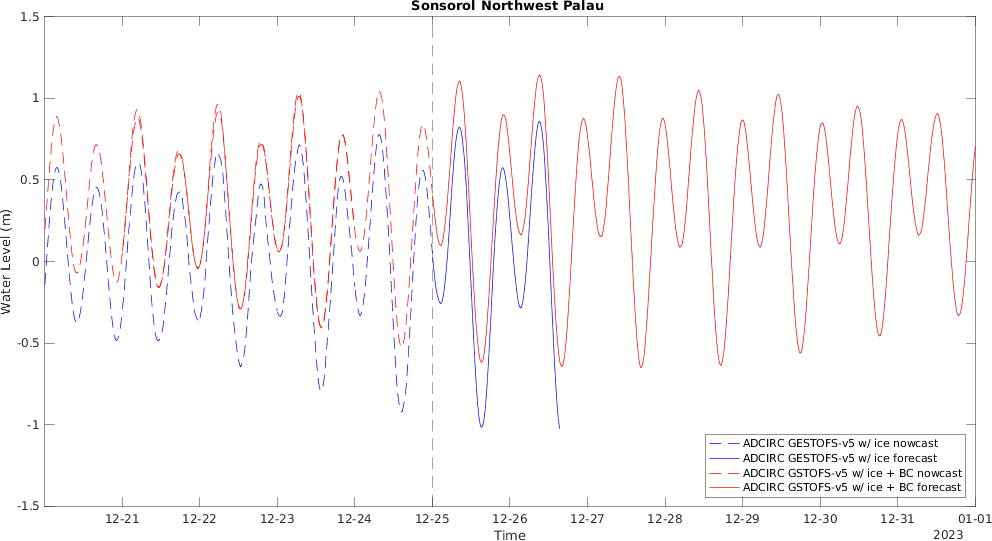 Sonsorol Northwest Palau
1.5
1
0.5
0
-0.5
-1
-1.5
Water Level (m)
ADCIRC GESTOFS-v5 w/ ice nowcast
ADCIRC GESTOFS-v5 w/ ice forecast
ADCIRC GSTOFS-v5 w/ ice + BC nowcast
ADCIRC GSTOFS-v5 w/ ice + BC forecast
12-21 12-22 12-23 12-24 12-25 12-26 12-27 12-28 12-29 12-30 12-31 01-01
Time
2023